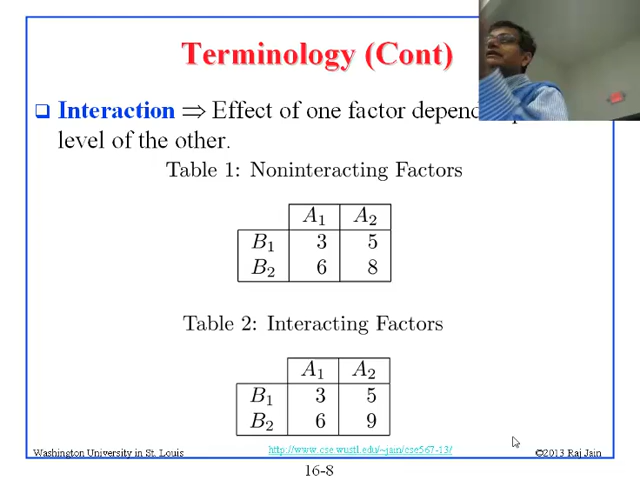 Terminology (Cont)
Interaction ⇒ Effect of one factor depend
level of the other.
Table 1: Noninteracting Factors
A1 A2
B1 3 5
B2 6 8
Table 2: Interacting Factors
A1 A2
B1 3 5
B2 6 9
Washington University in St. Louis http://www.cse.wustl.edu/~jain/cse567-13/ ©2013 Raj Jain
16-8